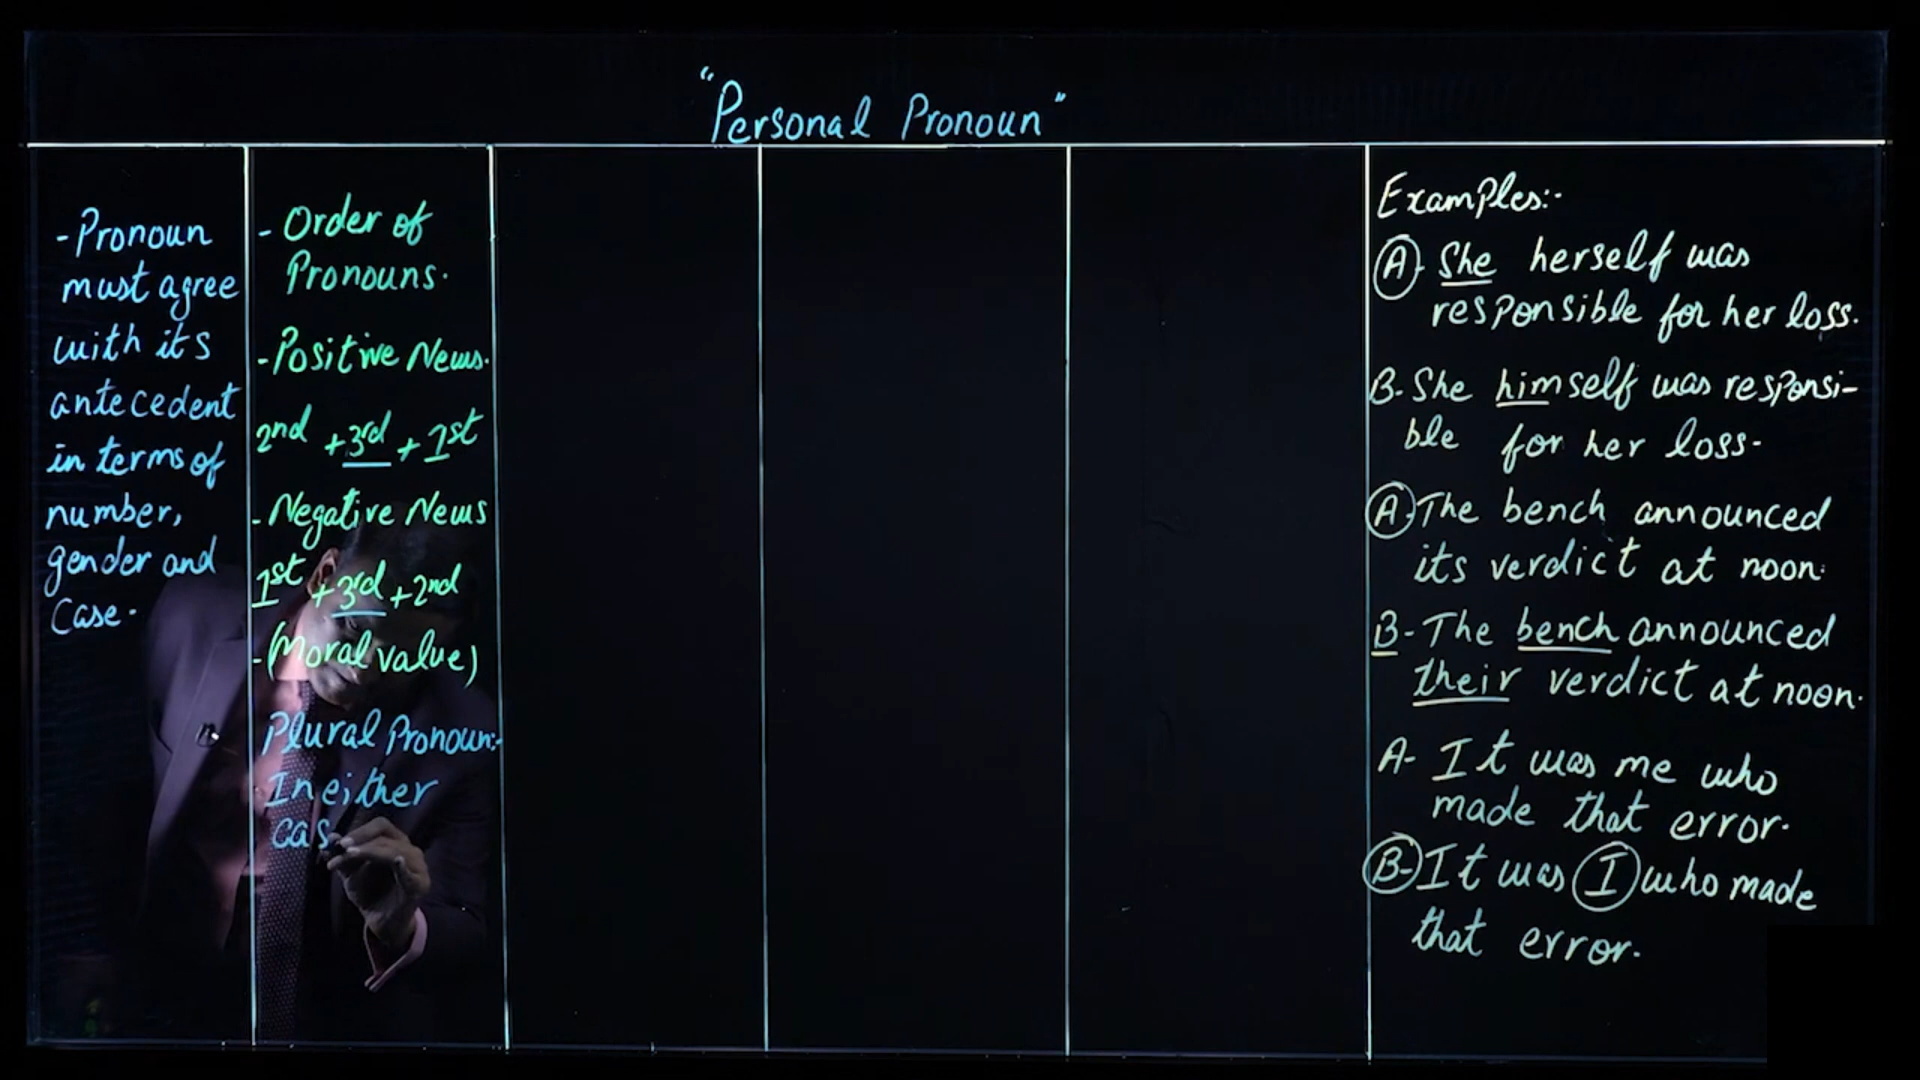 "Personal Pronoun"
- Pronoun
must agree
with its
antecedent
in terms of
number,
gender and
Case.
- Order of
Pronouns.
- Positive News.
2nd + 3rd + 1st
- Negative News
1st + 3rd + 2nd
- (Moral value)
Plural Pronoun:-
In either
cas
Examples:-
A- She herself was
responsible for her loss.
B- She himself was responsi-
ble for her loss.
A. The bench announced
its verdict at noon.
B- The bench announced
their verdict at noon.
A- It was me who
made that error.
B- It was I who made
that error.